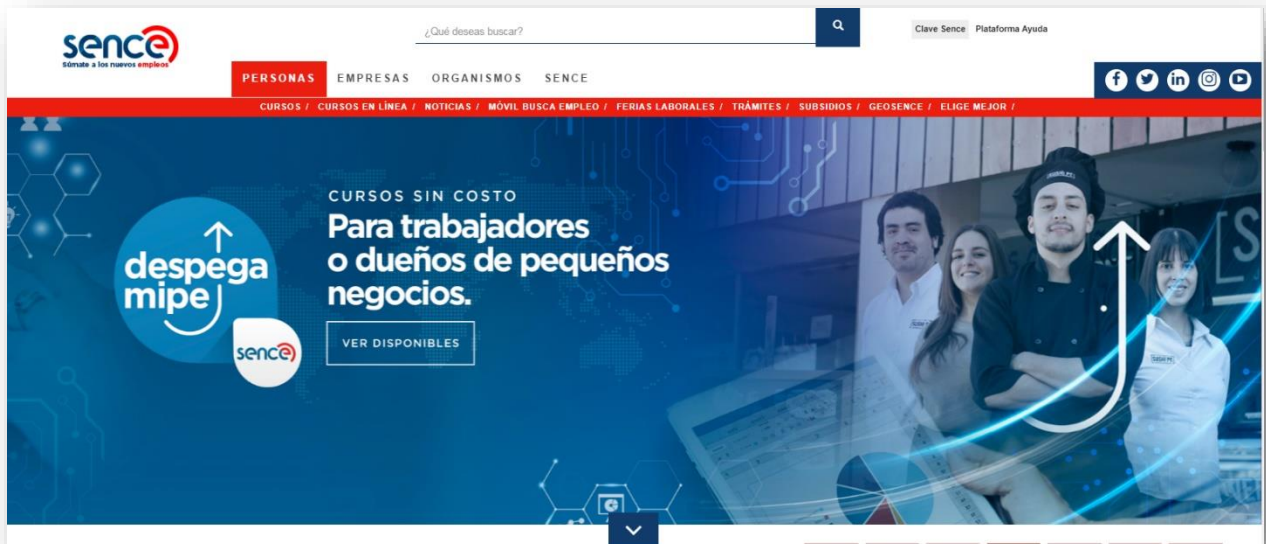 sence
Súmate a los nuevos empleos
¿Qué deseas buscar?
Clave Sence Plataforma Ayuda
PERSONAS EMPRESAS ORGANISMOS SENCE
CURSOS / CURSOS EN LÍNEA / NOTICIAS / MÓVIL BUSCA EMPLEO / FERIAS LABORALES / TRÁMITES / SUBSIDIOS / GEOSENCE / ELIGE MEJOR /
despega
mipe
sence
CURSOS SIN COSTO
Para trabajadores
o dueños de pequeños
negocios.
VER DISPONIBLES